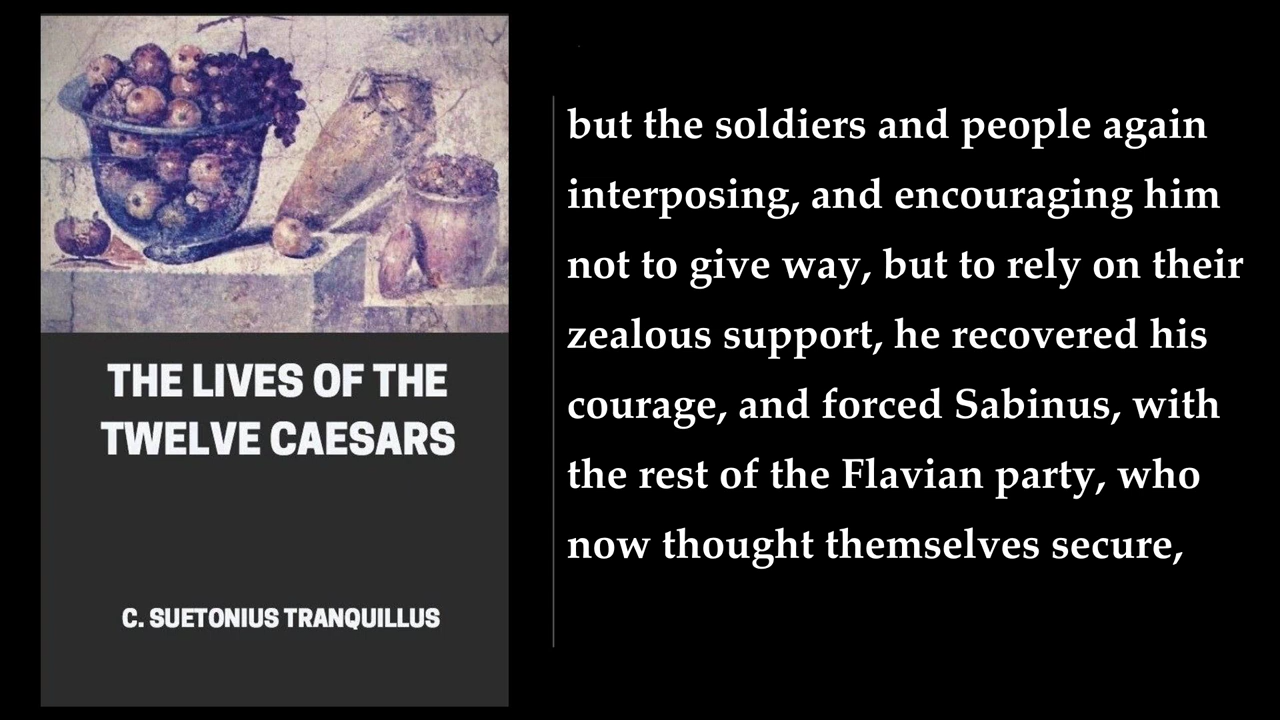 THE LIVES OF THE
TWELVE CAESARS
C. SUETONIUS TRANQUILLUS
but the soldiers and people again
interposing, and encouraging him
not to give way, but to rely on their
zealous support, he recovered his
courage, and forced Sabinus, with
the rest of the Flavian party, who
now thought themselves secure,